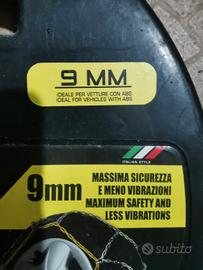 9 MM
IDEALE PER VETTURE CON ABS
IDEAL FOR VEHICLES WITH ABS
ITALIAN STYLE
9mm
MASSIMA SICUREZZA
E MENO VIBRAZIONI
MAXIMUM SAFETY AND
LESS VIBRATIONS
subito